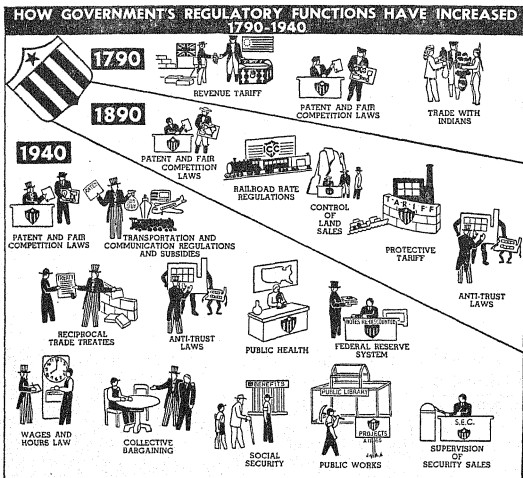 HOW GOVERNMENT'S REGULATORY FUNCTIONS HAVE INCREASED
1790-1940
1790
REVENUE TARIFF
PATENT AND FAIR
COMPETITION LAWS
TRADE WITH
INDIANS
1890
PATENT AND FAIR
COMPETITION
LAWS
RAILROAD RATE
REGULATIONS
CONTROL
OF
LAND
SALES
TARIFF
PROTECTIVE
TARIFF
ANTI-TRUST
LAWS
1940
PATENT AND FAIR
COMPETITION LAWS
RATES
TRANSPORTATION AND
COMMUNICATION REGULATIONS
AND SUBSIDIES
RECIPROCAL
TRADE TREATIES
ANTI-TRUST
LAWS
PUBLIC HEALTH
NOTES RE-DISCOUNTED
FEDERAL RESERVE
SYSTEM
WAGES AND
HOURS LAW
COLLECTIVE
BARGAINING
BENEFITS
SOCIAL
SECURITY
PUBLIC LIBRARY
PROJECTS
PUBLIC WORKS
S.E.C.
SUPERVISION
OF
SECURITY SALES